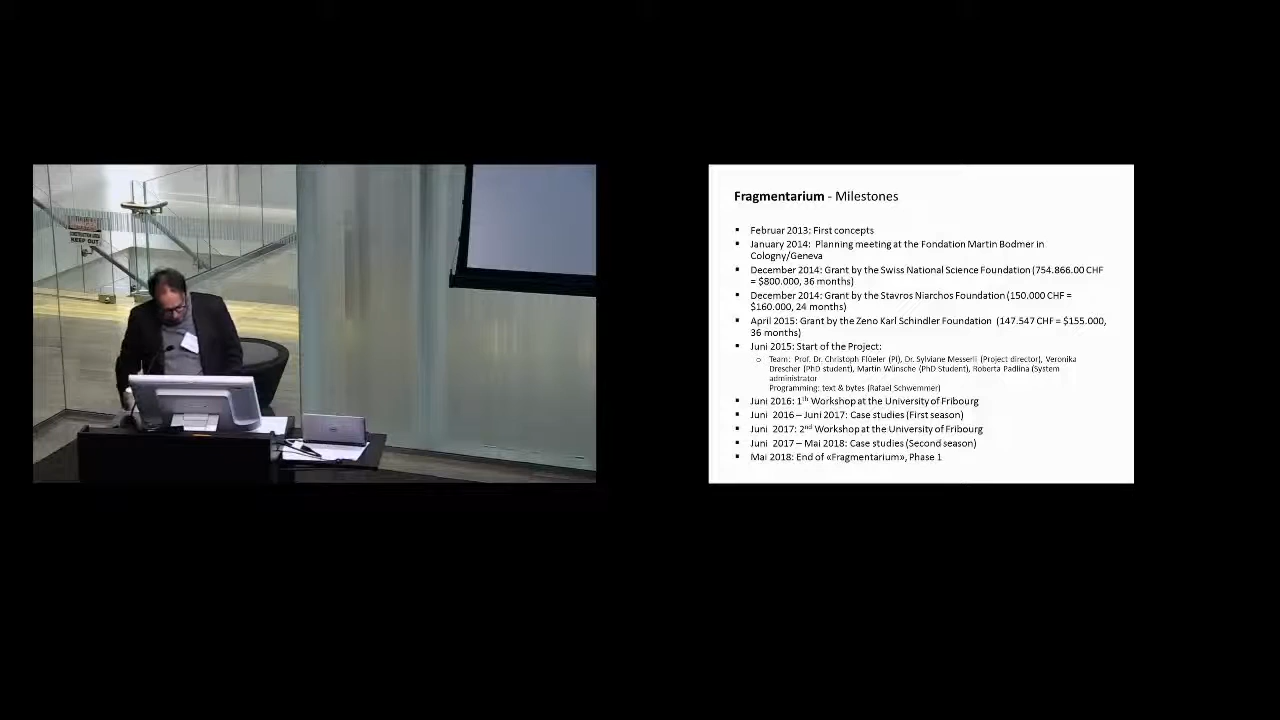 DANGER
CONSTRUCTION AREA
KEEP OUT
DELL
Fragmentarium - Milestones
▪ Februar 2013: First concepts
▪ January 2014:  Planning meeting at the Fondation Martin Bodmer in
Cologny/Geneva
▪ December 2014: Grant by the Swiss National Science Foundation (754.866.00 CHF
= $800.000, 36 months)
▪ December 2014: Grant by the Stavros Niarchos Foundation (150.000 CHF =
$160.000, 24 months)
▪ April 2015: Grant by the Zeno Karl Schindler Foundation  (147.547 CHF = $155.000,
36 months)
▪ Juni 2015: Start of the Project:
○ Team:  Prof. Dr. Christoph Flüeler (PI), Dr. Sylviane Messerli (Project director), Veronika
Drescher (PhD student), Martin Wünsche (PhD Student), Roberta Padlina (System
administrator
Programming: text & bytes (Rafael Schwemmer)
▪ Juni 2016: 1th Workshop at the University of Fribourg
▪ Juni  2016 – Juni 2017: Case studies (First season)
▪ Juni  2017: 2nd Workshop at the University of Fribourg
▪ Juni  2017 – Mai 2018: Case studies (Second season)
▪ Mai 2018: End of «Fragmentarium», Phase 1